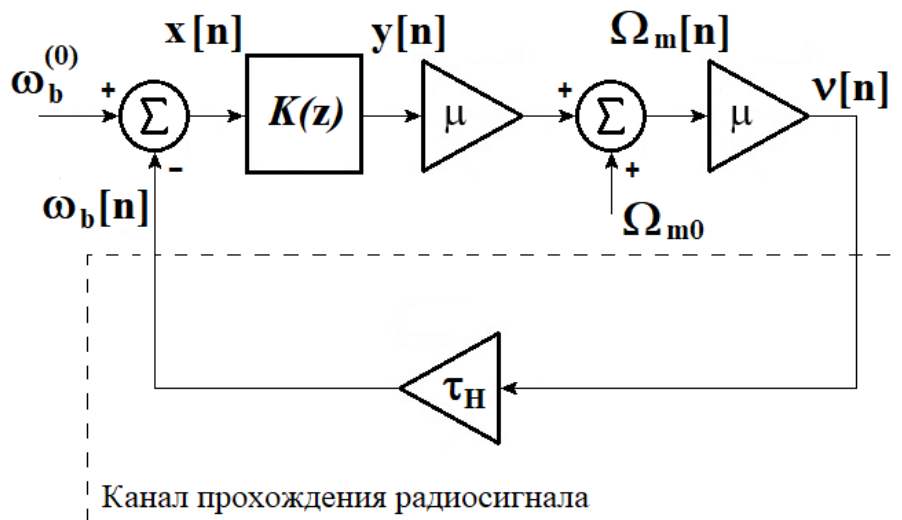 x[n] y[n] Ωm[n]
ωb(0) + Σ K(z) μ + Σ μ ν[n]
− +
ωb[n] Ωm0
τH
Канал прохождения радиосигнала